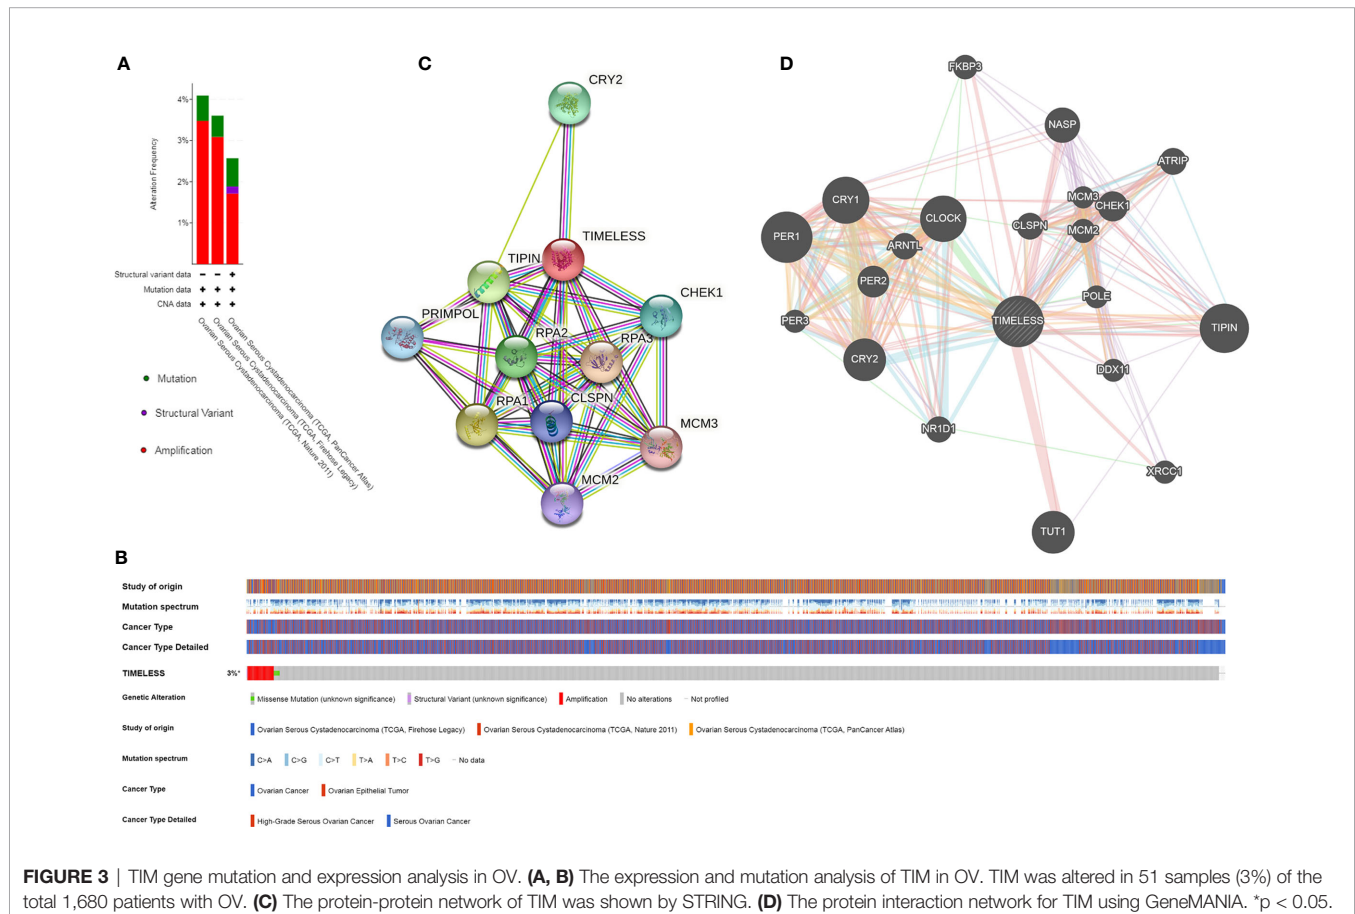 A
4%
3%
2%
1%
Alteration Frequency
Structural variant data
Mutation data
CNA data
Ovarian Serous Cystadenocarcinoma (TCGA, Nature 2011)
Ovarian Serous Cystadenocarcinoma (TCGA, Firehose Legacy)
Ovarian Serous Cystadenocarcinoma (TCGA, PanCancer Atlas)
Mutation
Structural Variant
Amplification
C
CRY2
TIMELESS
TIPIN
CHEK1
PRIMPOL
RPA2
RPA3
RPA1
CLSPN
MCM3
MCM2
D
FKBP3
NASP
ATRIP
MCM3
CHEK1
CRY1
CLOCK
CLSPN
MCM2
PER1
ARNTL
PER2
POLE
PER3
TIMELESS
TIPIN
CRY2
DDX11
NR1D1
XRCC1
TUT1
B
Study of origin
Mutation spectrum
Cancer Type
Cancer Type Detailed
TIMELESS 3%*
Genetic Alteration Missense Mutation (unknown significance) Structural Variant (unknown significance) Amplification No alterations – Not profiled
Study of origin Ovarian Serous Cystadenocarcinoma (TCGA, Firehose Legacy) Ovarian Serous Cystadenocarcinoma (TCGA, Nature 2011) Ovarian Serous Cystadenocarcinoma (TCGA, PanCancer Atlas)
Mutation spectrum C>A C>G C>T T>A T>C T>G – No data
Cancer Type Ovarian Cancer Ovarian Epithelial Tumor
Cancer Type Detailed High-Grade Serous Ovarian Cancer Serous Ovarian Cancer
FIGURE 3 | TIM gene mutation and expression analysis in OV. (A, B) The expression and mutation analysis of TIM in OV. TIM was altered in 51 samples (3%) of the
total 1,680 patients with OV. (C) The protein-protein network of TIM was shown by STRING. (D) The protein interaction network for TIM using GeneMANIA. *p < 0.05.